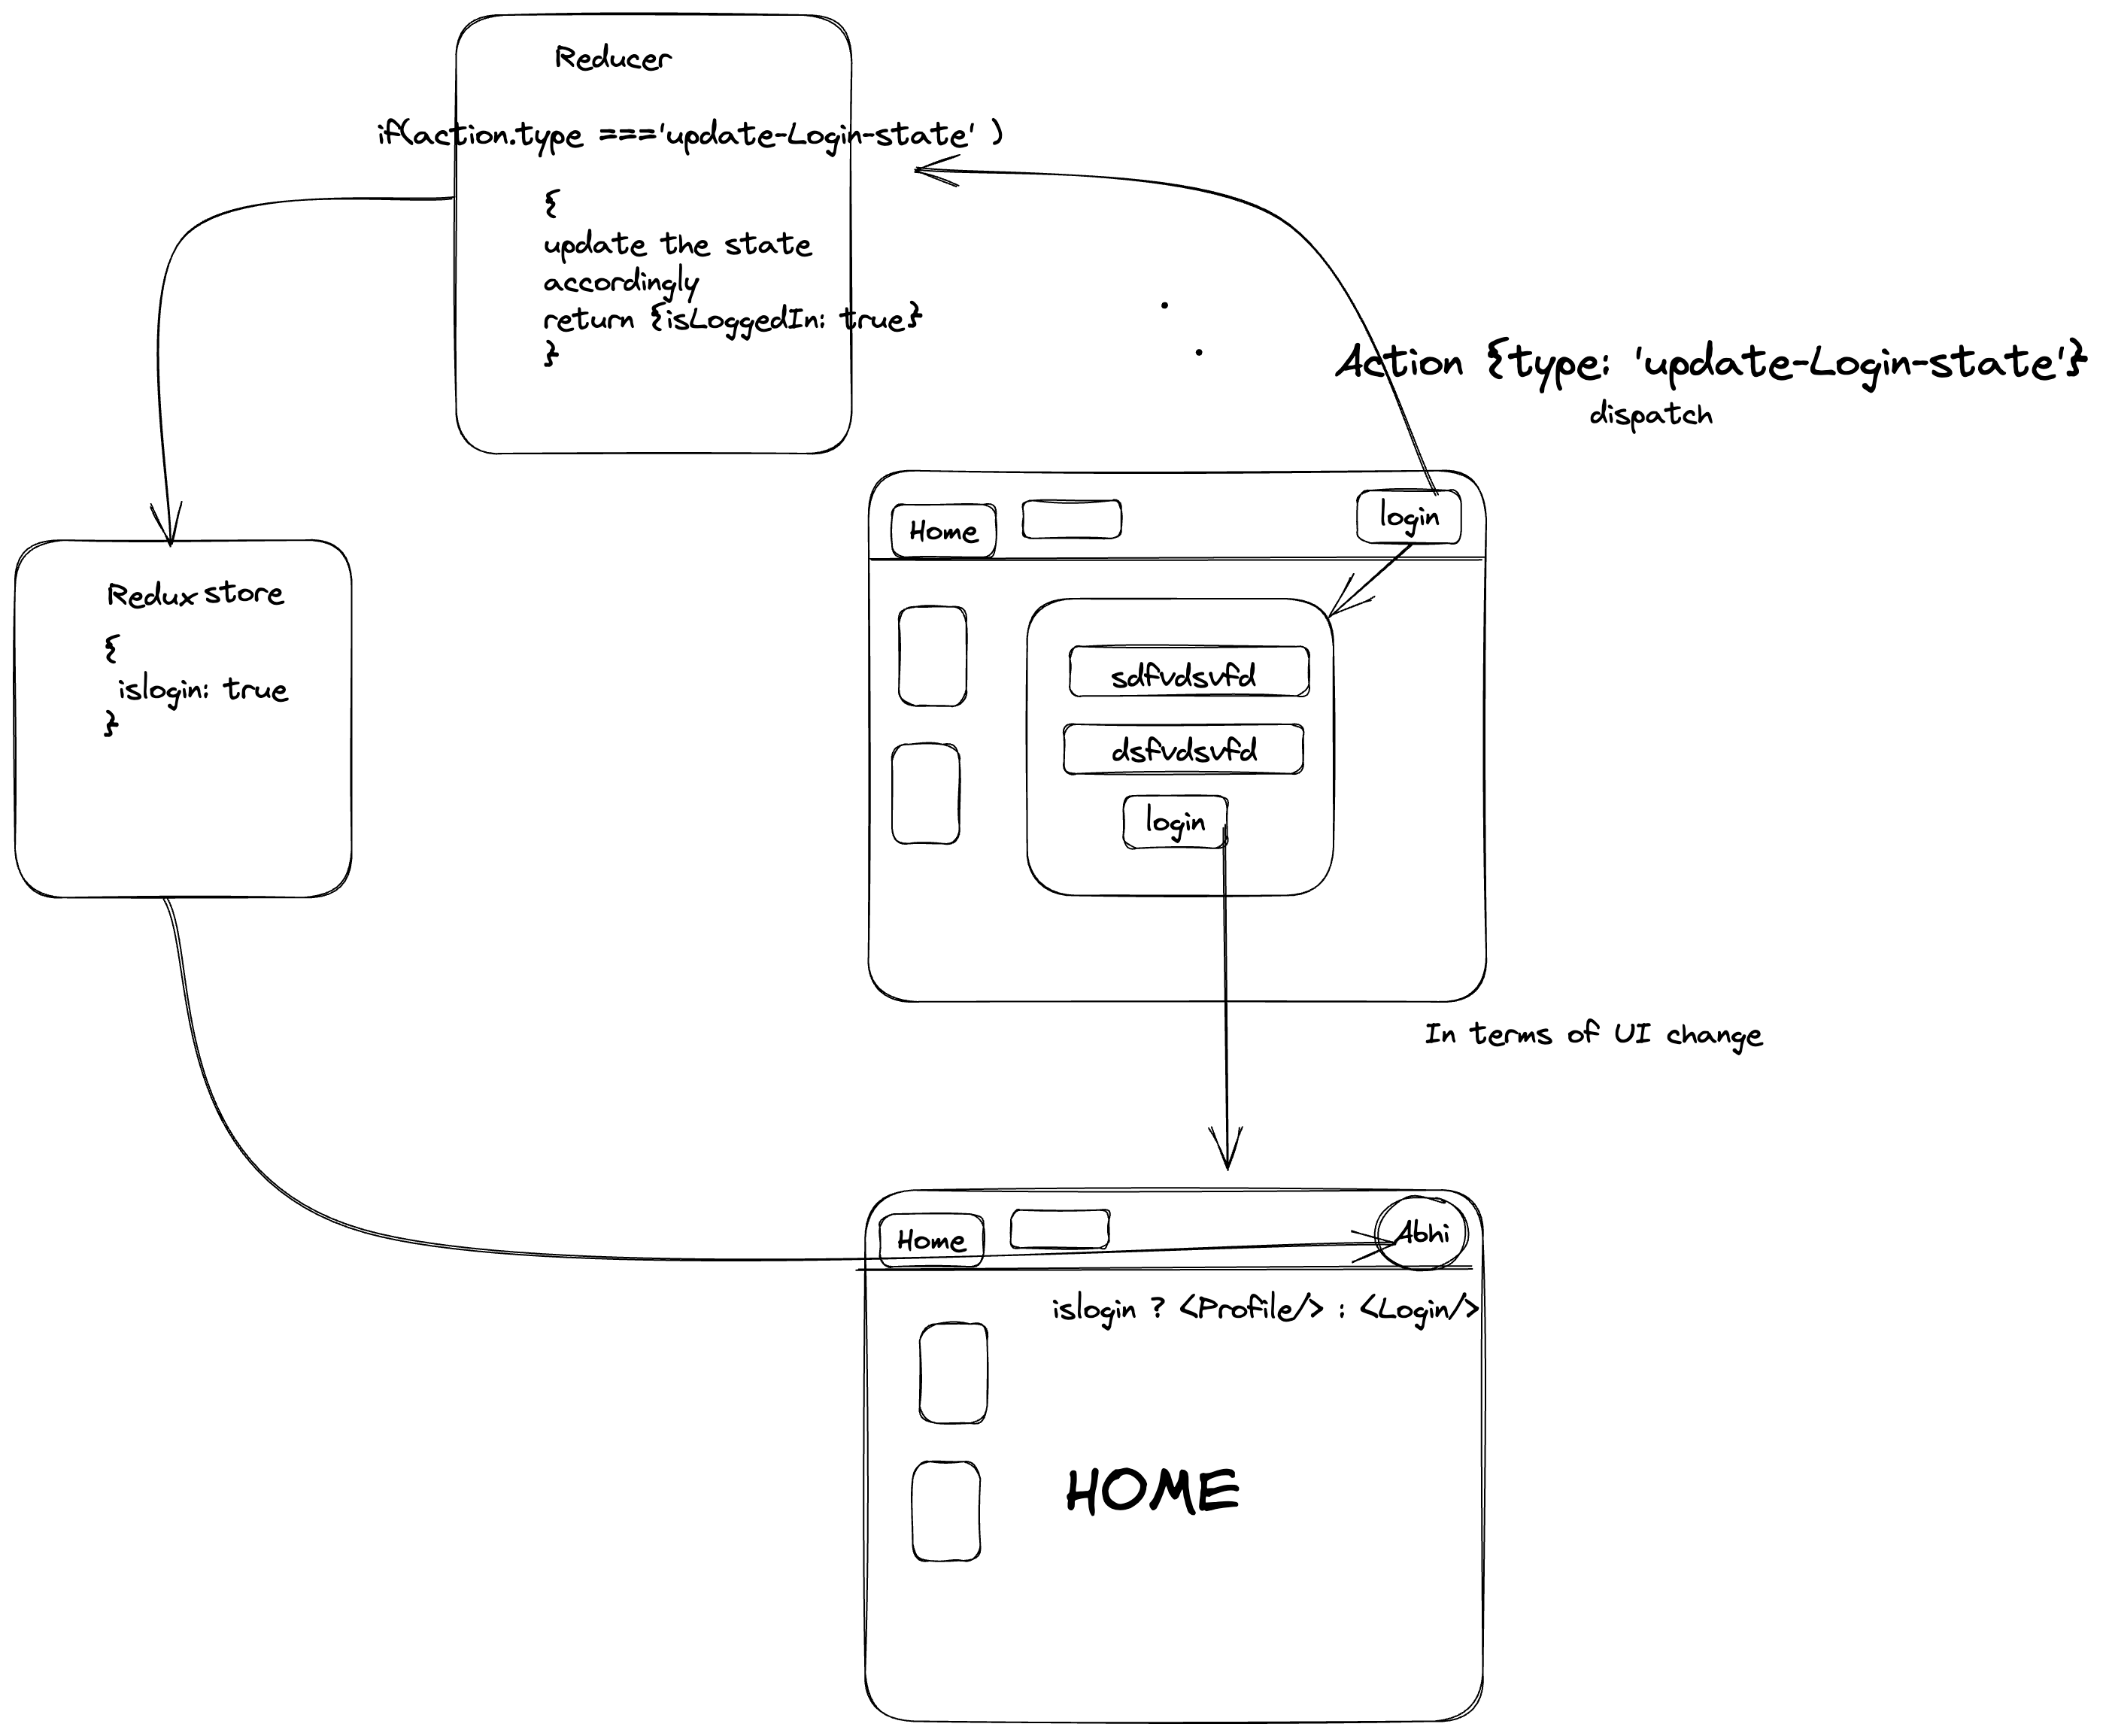 Reducer
if(action.type ==='update-Login-state' )
{
update the state
accordingly
return {isLoggedIn: true}
}
Action {type: 'update-Login-state'}
dispatch
Home
login
Redux store
{
islogin: true
}
sdfvdsvfd
dsfvdsvfd
login
In terms of UI change
Home
Abhi
islogin ? <Profile/> : <Login/>
HOME